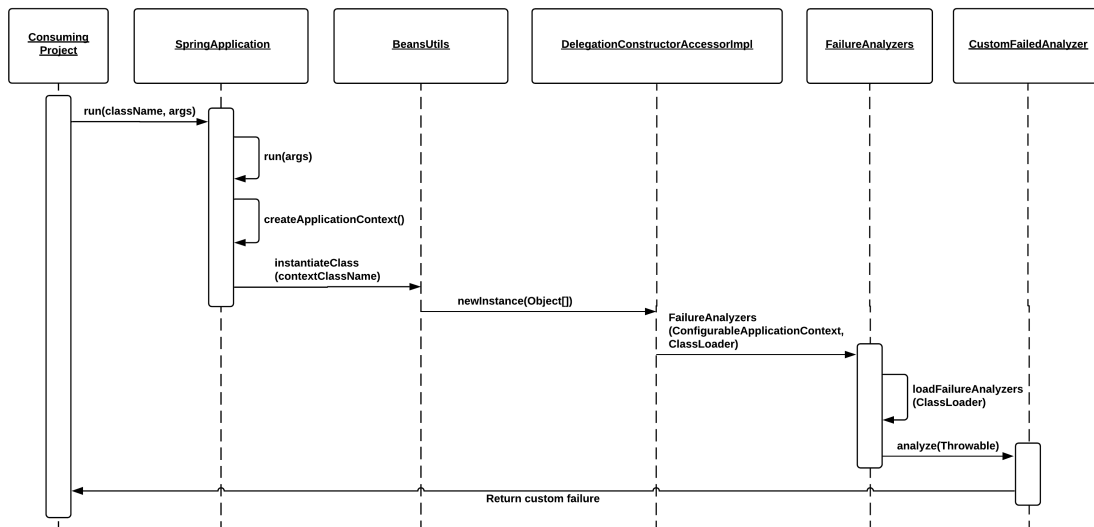 Consuming
Project
SpringApplication
BeansUtils
DelegationConstructorAccessorImpl
FailureAnalyzers
CustomFailedAnalyzer
run(className, args)
run(args)
createApplicationContext()
instantiateClass
(contextClassName)
newInstance(Object[])
FailureAnalyzers
(ConfigurableApplicationContext,
ClassLoader)
loadFailureAnalyzers
(ClassLoader)
analyze(Throwable)
Return custom failure